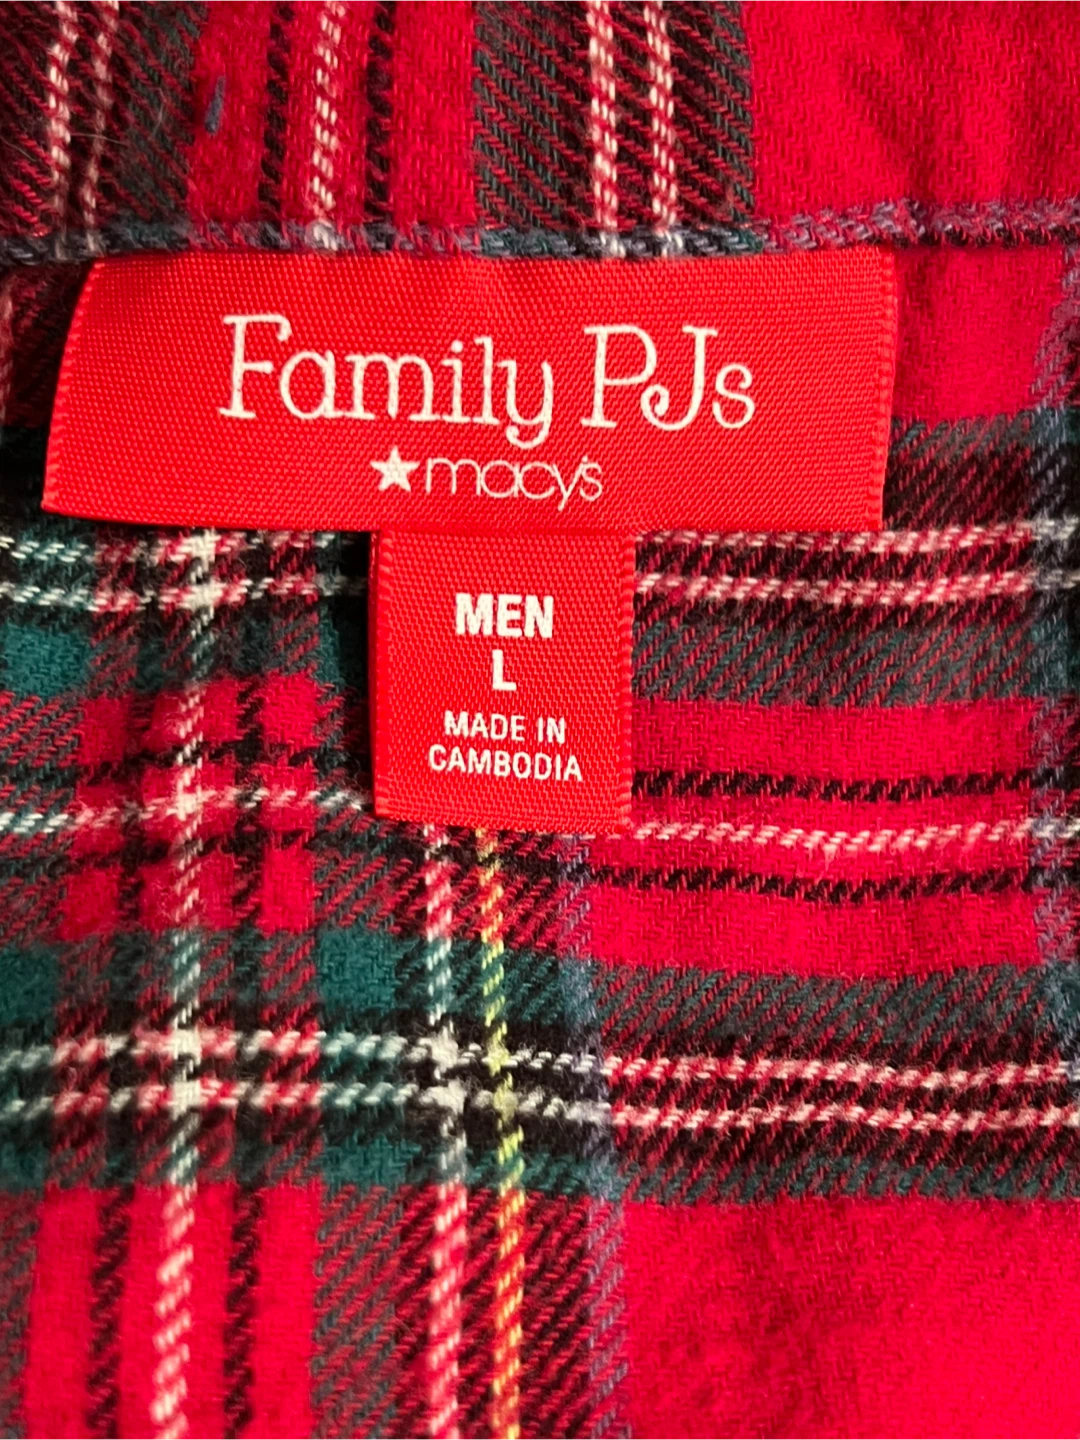 Family PJs
★macy's
MEN
L
MADE IN
CAMBODIA